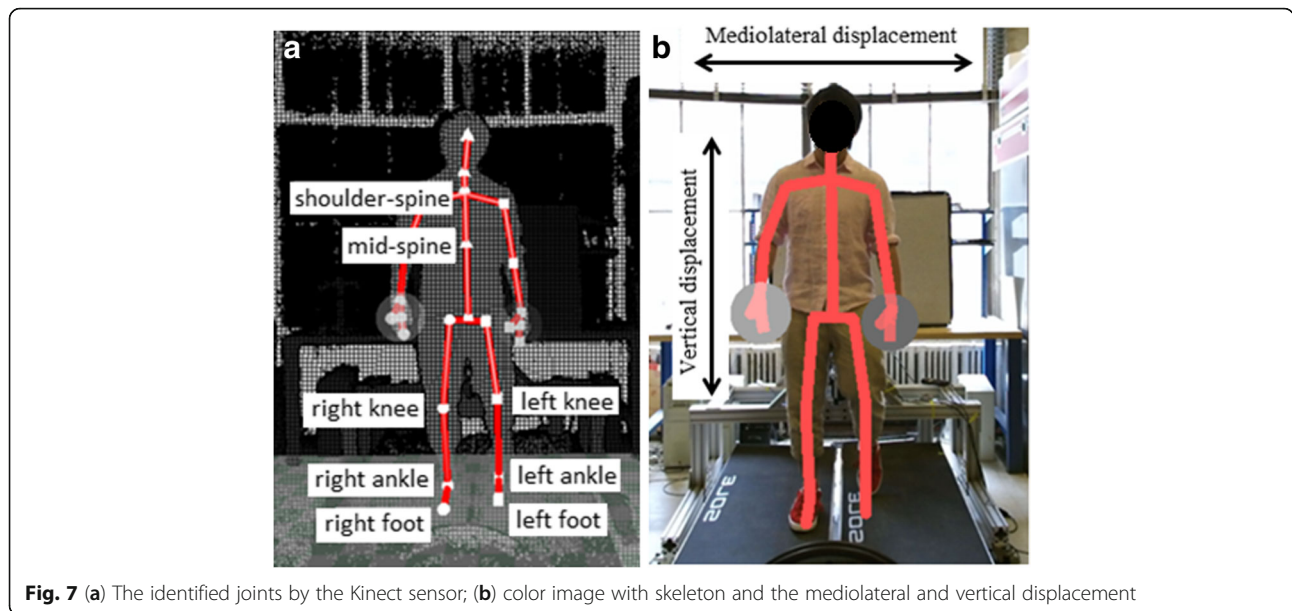 a
shoulder-spine
mid-spine
right knee
left knee
right ankle
left ankle
right foot
left foot
b
Mediolateral displacement
Vertical displacement
SOLE
SOLE
Fig. 7 (a) The identified joints by the Kinect sensor; (b) color image with skeleton and the mediolateral and vertical displacement